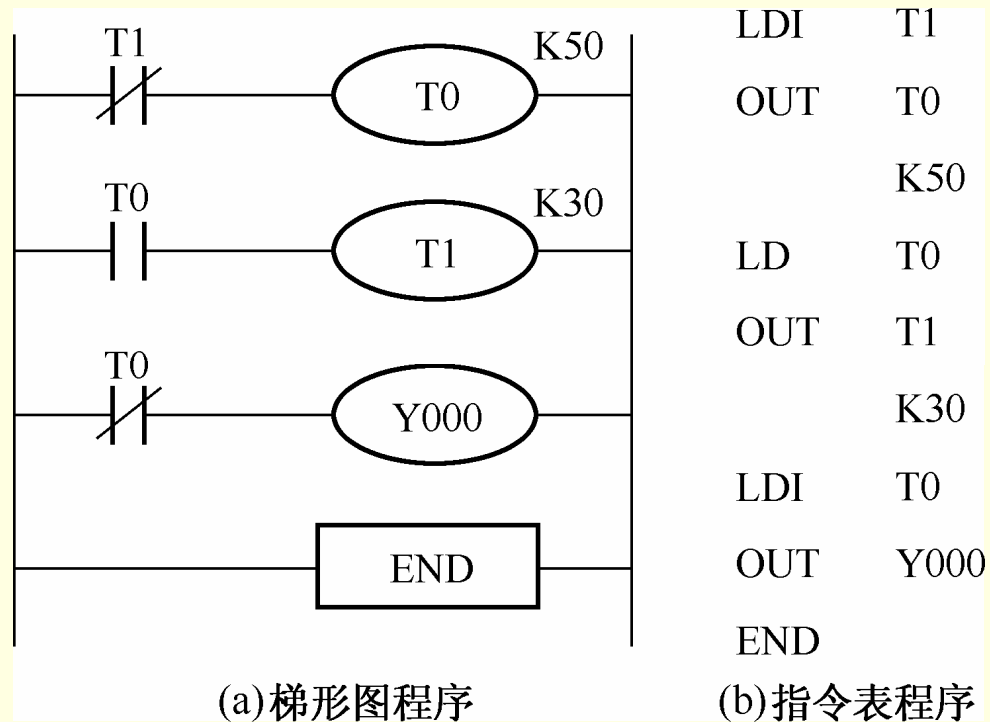 T1
K50
T0
T0
K30
T1
T0
Y000
END
(a)梯形图程序
LDI T1
OUT T0
K50
LD T0
OUT T1
K30
LDI T0
OUT Y000
END
(b)指令表程序